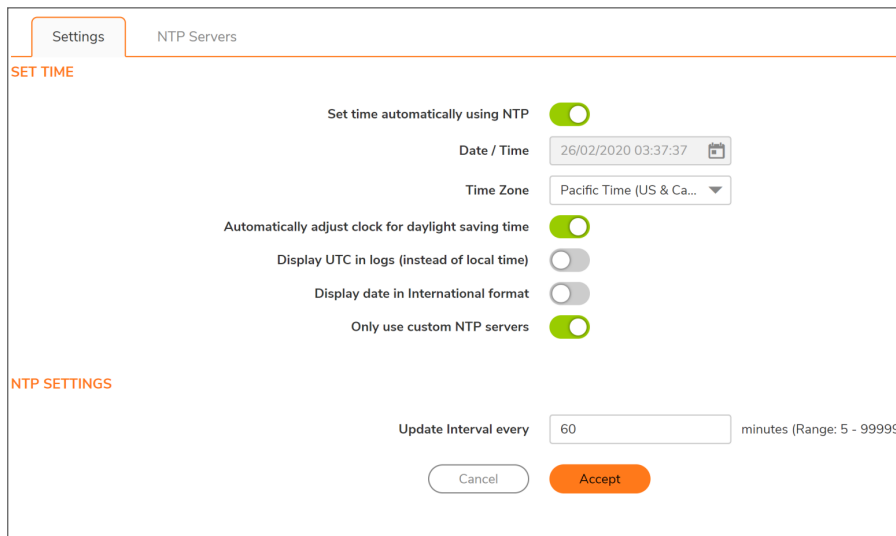 Settings NTP Servers
SET TIME
Set time automatically using NTP
Date / Time 26/02/2020 03:37:37
Time Zone Pacific Time (US & Ca...
Automatically adjust clock for daylight saving time
Display UTC in logs (instead of local time)
Display date in International format
Only use custom NTP servers
NTP SETTINGS
Update Interval every 60 minutes (Range: 5 - 99999
Cancel Accept